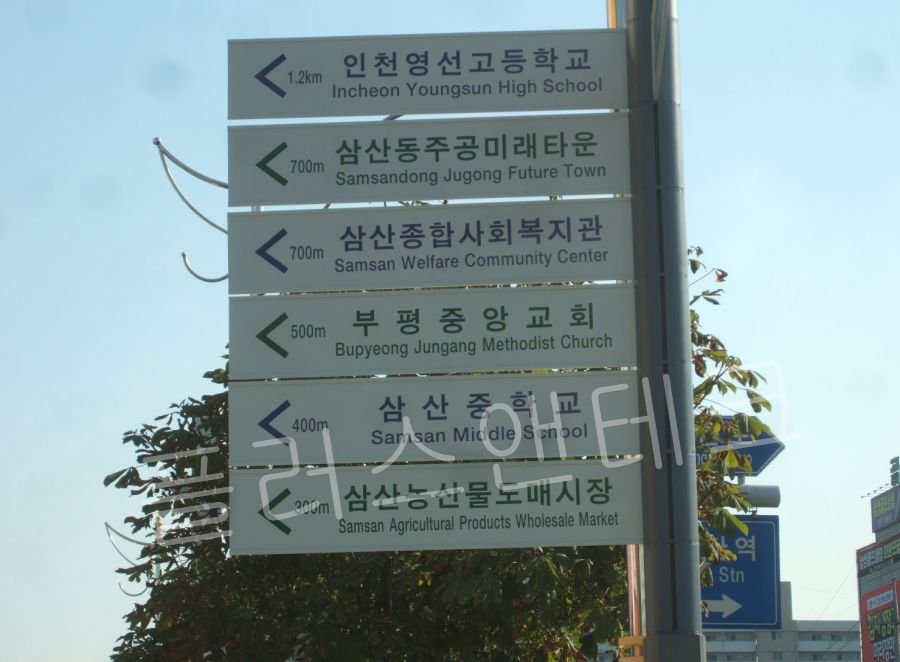 1.2km 인천영선고등학교
Incheon Youngsun High School
700m 삼산동주공미래타운
Samsandong Jugong Future Town
700m 삼산종합사회복지관
Samsan Welfare Community Center
500m 부평중앙교회
Bupyeong Jungang Methodist Church
400m 삼산중학교
Samsan Middle School
300m 삼산농산물도매시장
Samsan Agricultural Products Wholesale Market
플러스앤테크
역
Stn